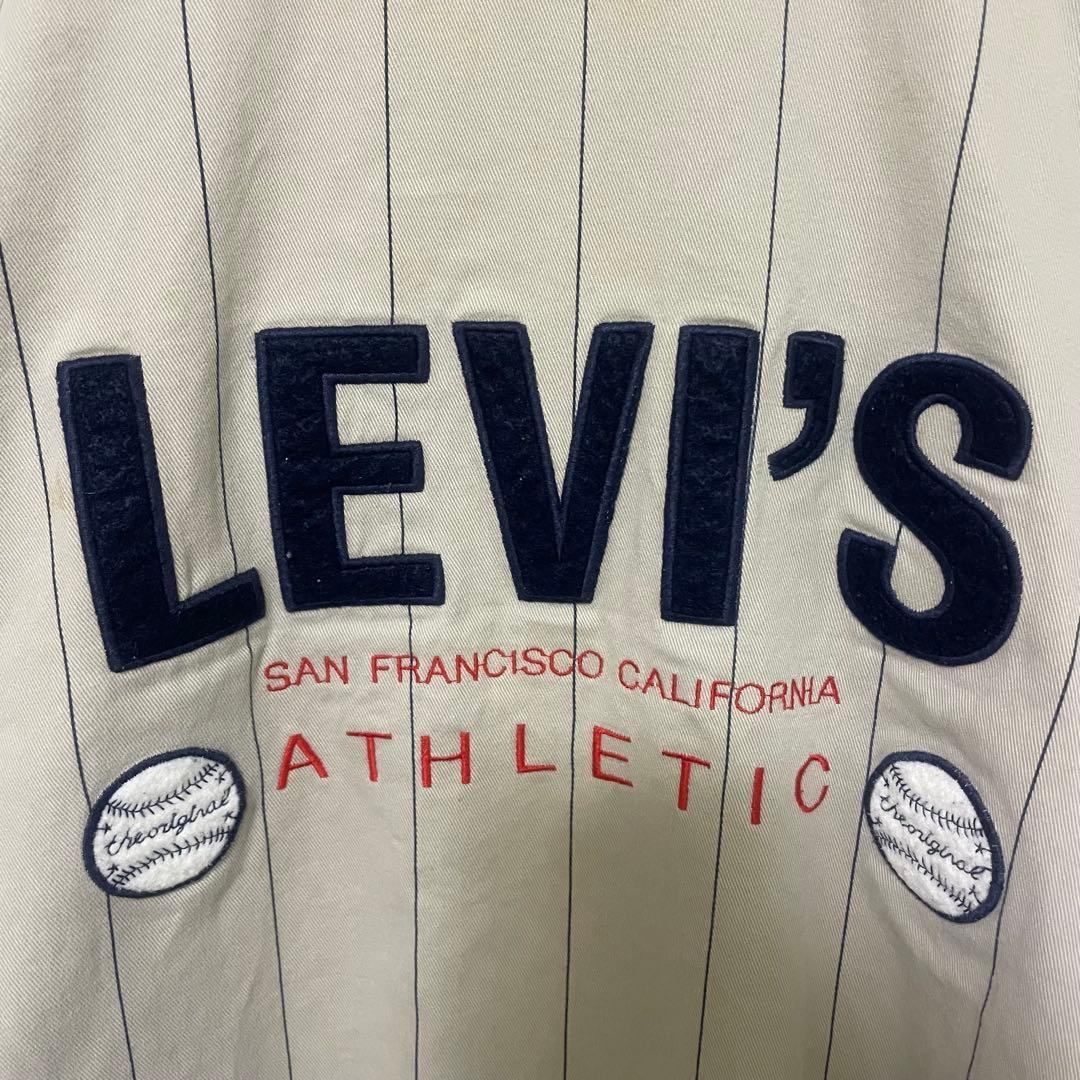 LEVI'S
SAN FRANCISCO CALIFORNIA
ATHLETIC
the original
the original